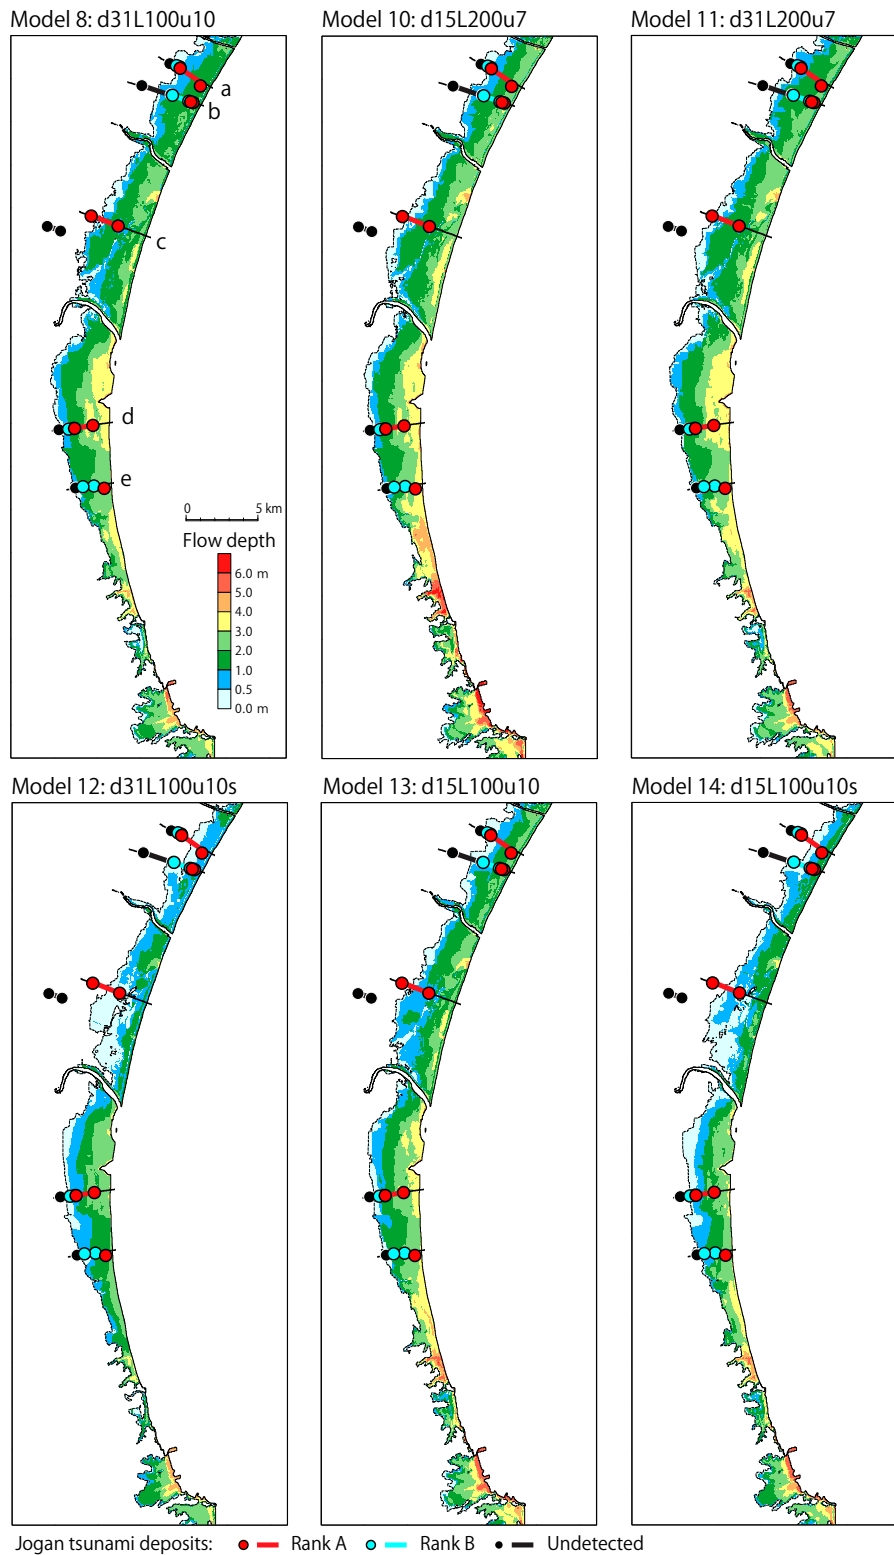 Model 8: d31L100u10
Model 10: d15L200u7
Model 11: d31L200u7
a
b
c
d
e
0 5 km
Flow depth
6.0 m
5.0
4.0
3.0
2.0
1.0
0.5
0.0 m
Model 12: d31L100u10s
Model 13: d15L100u10
Model 14: d15L100u10s
Jogan tsunami deposits: Rank A Rank B Undetected